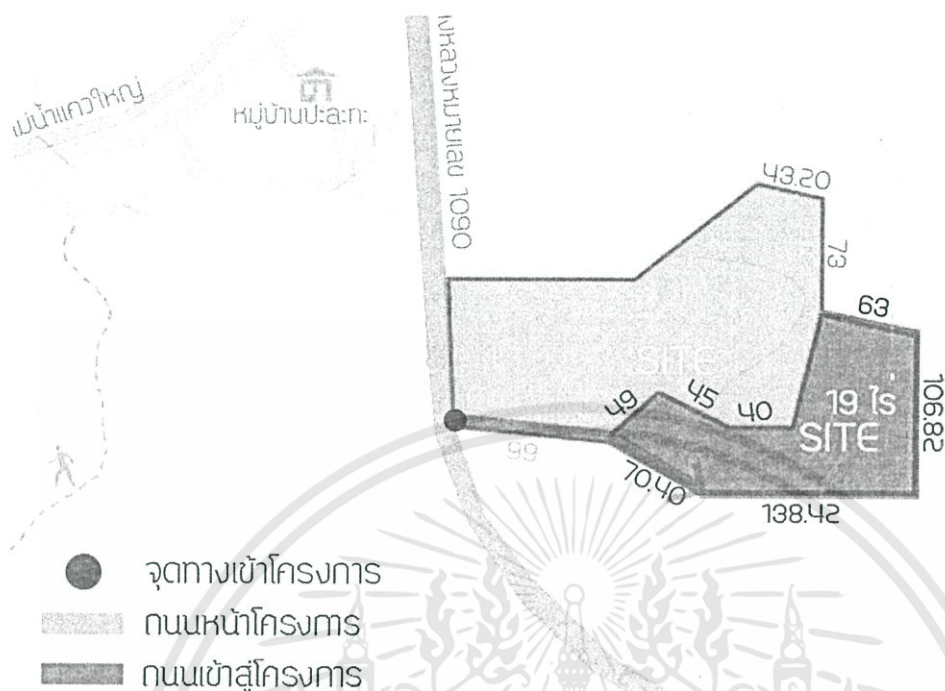 แม่น้ำแควใหญ่
หมู่บ้านปะละทะ
หลวงหมายเลข 1090
43.20
73
63
SITE
49
45
40
19 ไร่
SITE
106.82
99
70.40
138.42
จุดทางเข้าโครงการ
ถนนหน้าโครงการ
ถนนเข้าสู่โครงการ